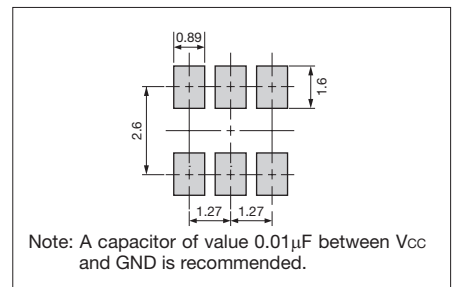 0.89
1.6
2.6
1.27 1.27
Note: A capacitor of value 0.01μF between Vcc
and GND is recommended.